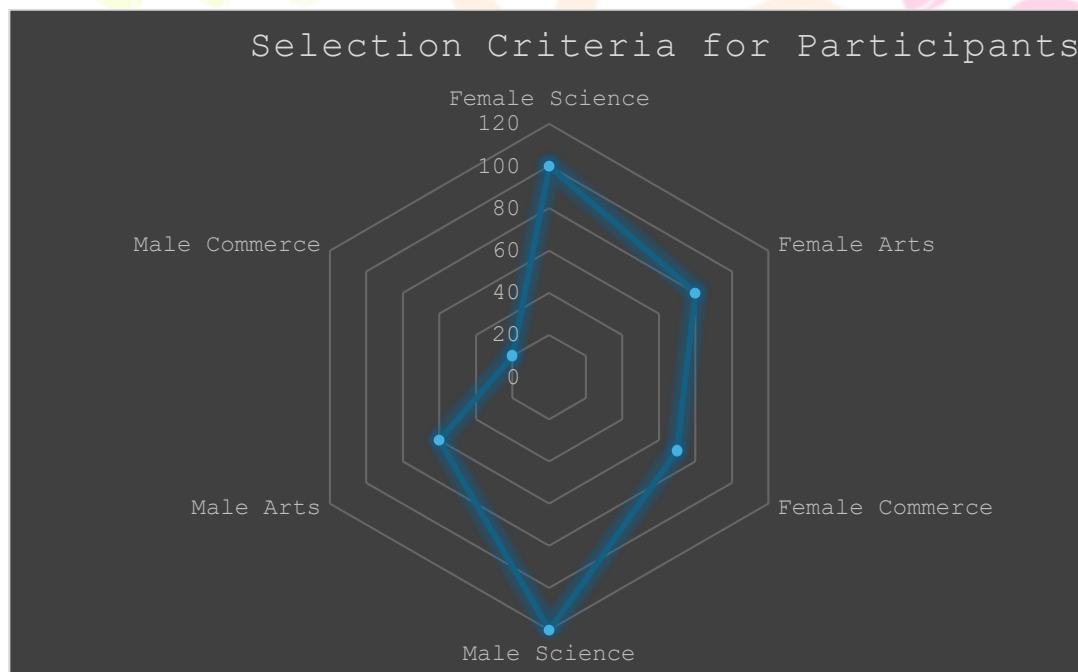 Selection Criteria for Participants
Female Science
120
100
80
60
40
20
0
Male Commerce
Female Arts
Male Arts
Female Commerce
Male Science